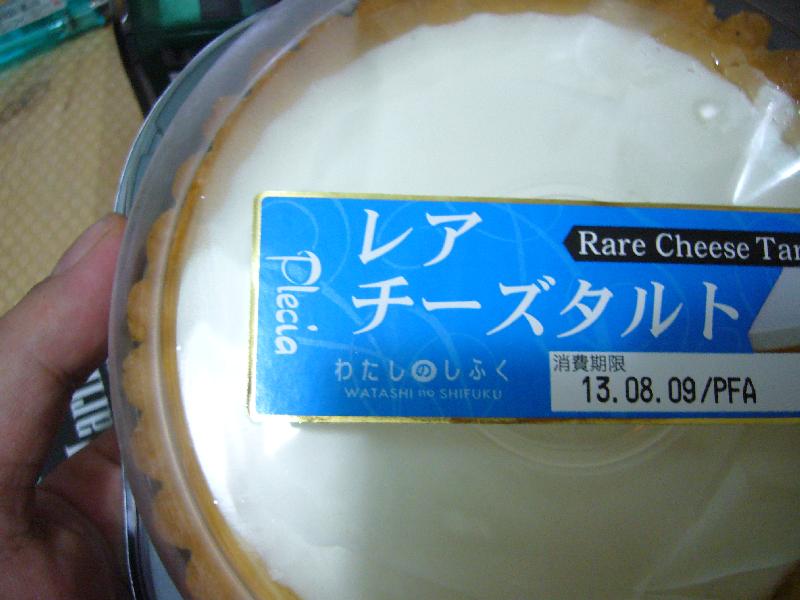 レア
Rare Cheese Tar
チーズタルト
Plecia
わたしのしふく
WATASHI no SHIFUKU
消費期限
13.08.09/PFA